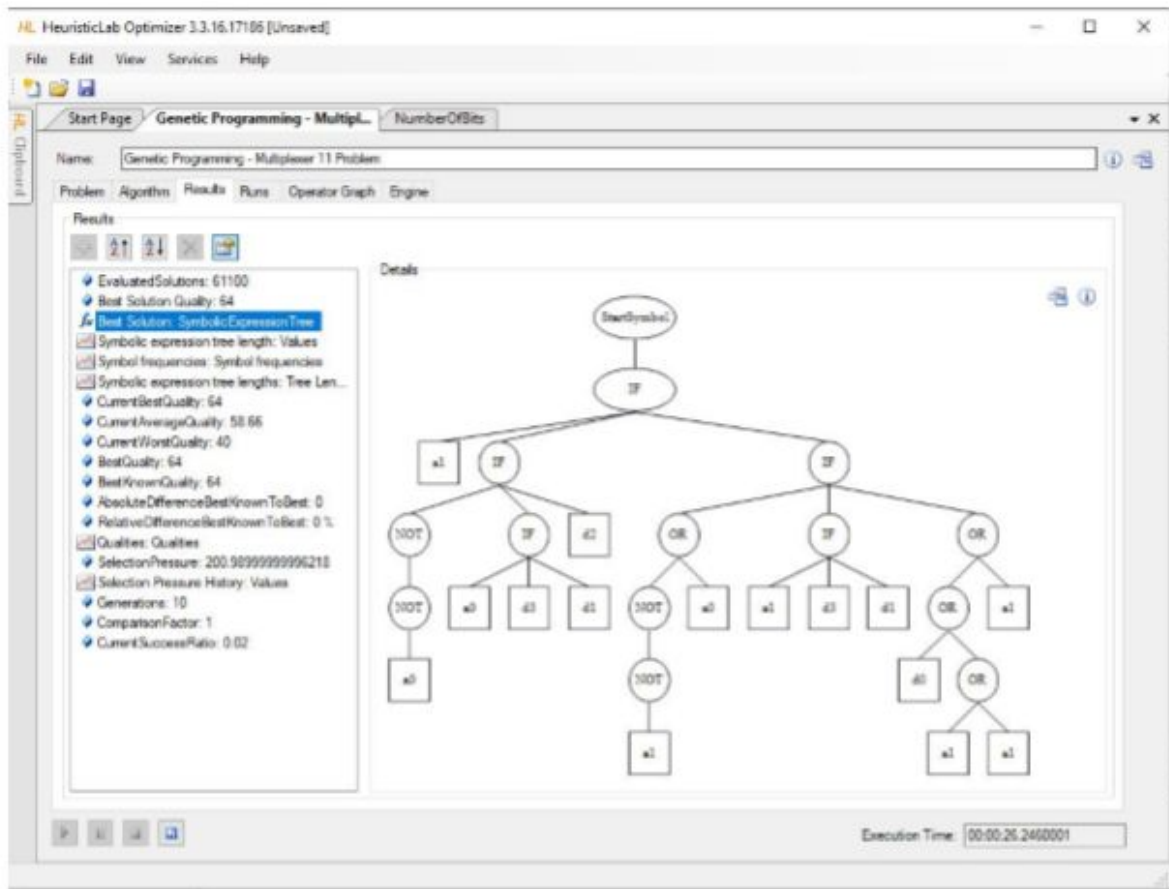 HL HeuristicLab Optimizer 3.3.16.17186 [Unsaved]
File Edit View Services Help
Start Page Genetic Programming - Multipl... NumberOfBits
HL Clipboard
Name: Genetic Programming - Multiplexer 11 Problem
Problem Algorithm Results Runs Operator Graph Engine
Results
EvaluatedSolutions: 61100
Best Solution Quality: 64
Best Solution: SymbolicExpressionTree
Symbolic expression tree length: Values
Symbol frequencies: Symbol frequencies
Symbolic expression tree lengths: Tree Len...
CurrentBestQuality: 64
CurrentAverageQuality: 58.66
CurrentWorstQuality: 40
BestQuality: 64
BestKnownQuality: 64
AbsoluteDifferenceBestKnownToBest: 0
RelativeDifferenceBestKnownToBest: 0 %
Qualities: Qualities
SelectionPressure: 200.98999999996218
Selection Pressure History: Values
Generations: 10
ComparisonFactor: 1
CurrentSuccessRatio: 0.02
Details
StartSymbol
IF
a1 IF IF
NOT IF d2 OR IF OR
NOT a0 d3 d1 NOT a0 a1 d3 d1 OR a1
a0 NOT d0 OR
a1 a1 a1
Execution Time: 00:00:26.2460001